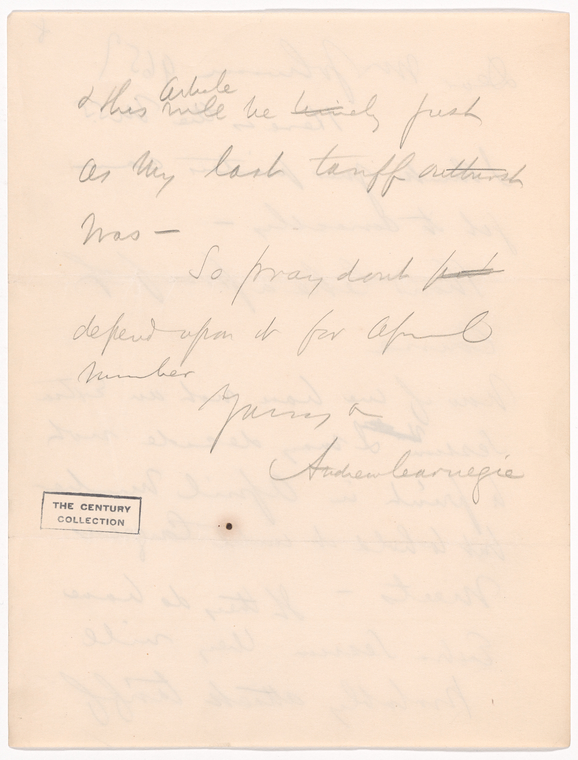 & this Article will be timely just
as my last tariff outburst
was —
So pray dont put
depend upon it for April
number
Yours
Andrew Carnegie
THE CENTURY
COLLECTION